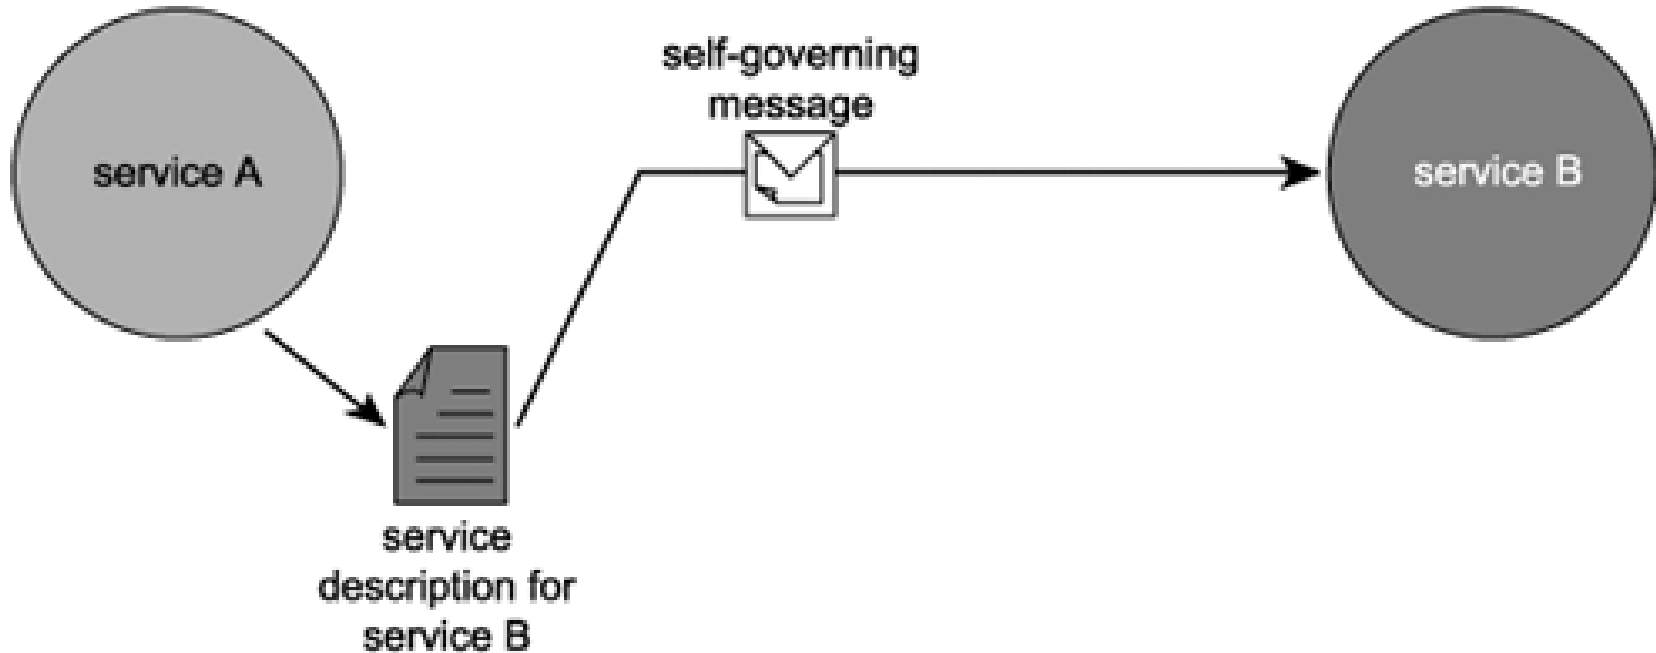 self-governing
message
service A
service B
service
description for
service B